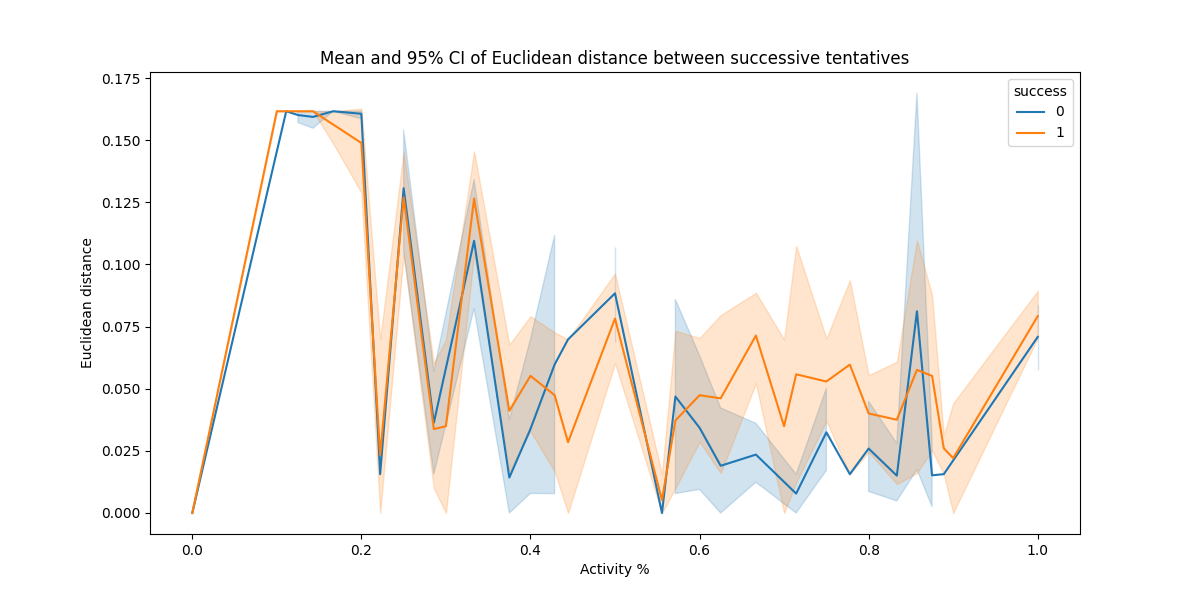 Mean and 95% CI of Euclidean distance between successive tentatives
success
0
1
Euclidean distance
0.175
0.150
0.125
0.100
0.075
0.050
0.025
0.000
0.0 0.2 0.4 0.6 0.8 1.0
Activity %